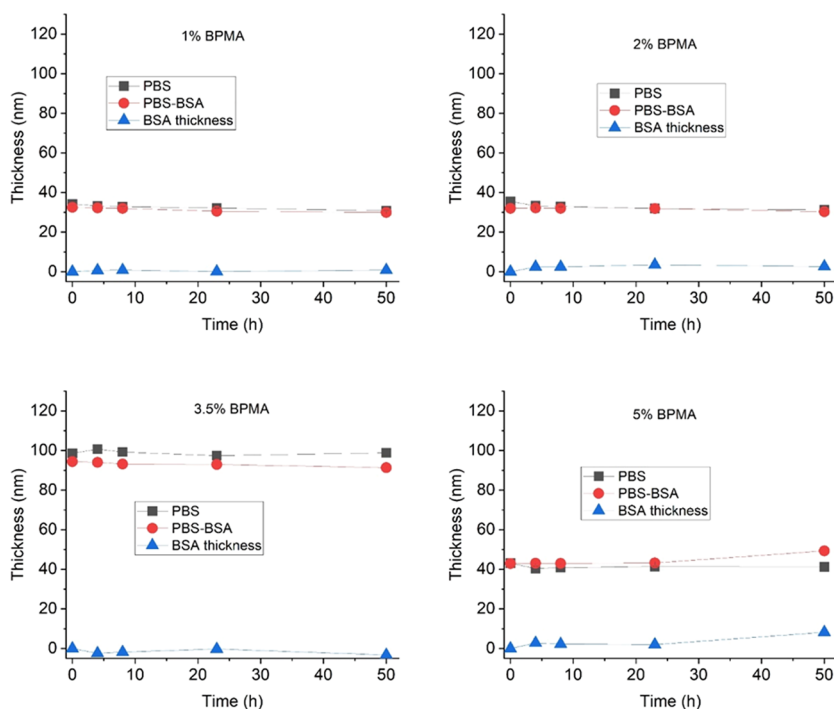 1% BPMA
120
100
80
60
40
20
0
Thickness (nm)
PBS
PBS-BSA
BSA thickness
0 10 20 30 40 50
Time (h)
2% BPMA
120
100
80
60
40
20
0
Thickness (nm)
PBS
PBS-BSA
BSA thickness
0 10 20 30 40 50
Time (h)
3.5% BPMA
120
100
80
60
40
20
0
Thickness (nm)
PBS
PBS-BSA
BSA thickness
0 10 20 30 40 50
Time (h)
5% BPMA
120
100
80
60
40
20
0
Thickness (nm)
PBS
PBS-BSA
BSA thickness
0 10 20 30 40 50
Time (h)